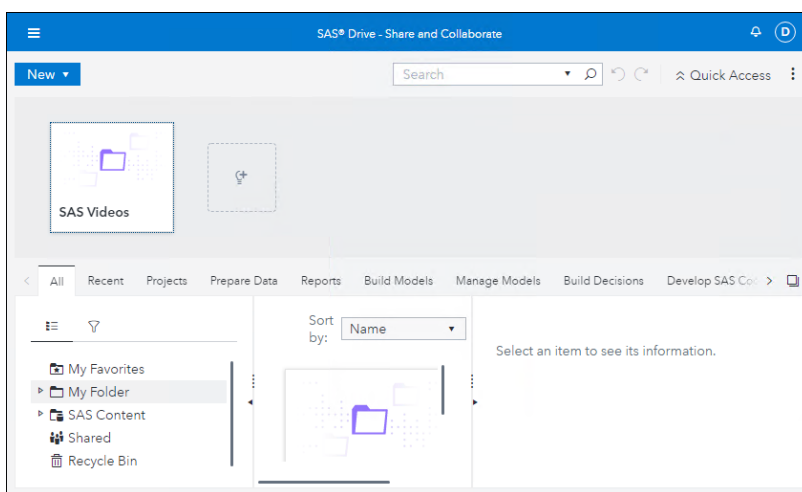 SAS® Drive - Share and Collaborate
D
New
Search
Quick Access
SAS Videos
All Recent Projects Prepare Data Reports Build Models Manage Models Build Decisions Develop SAS
Sort by:
Name
Select an item to see its information.
My Favorites
My Folder
SAS Content
Shared
Recycle Bin